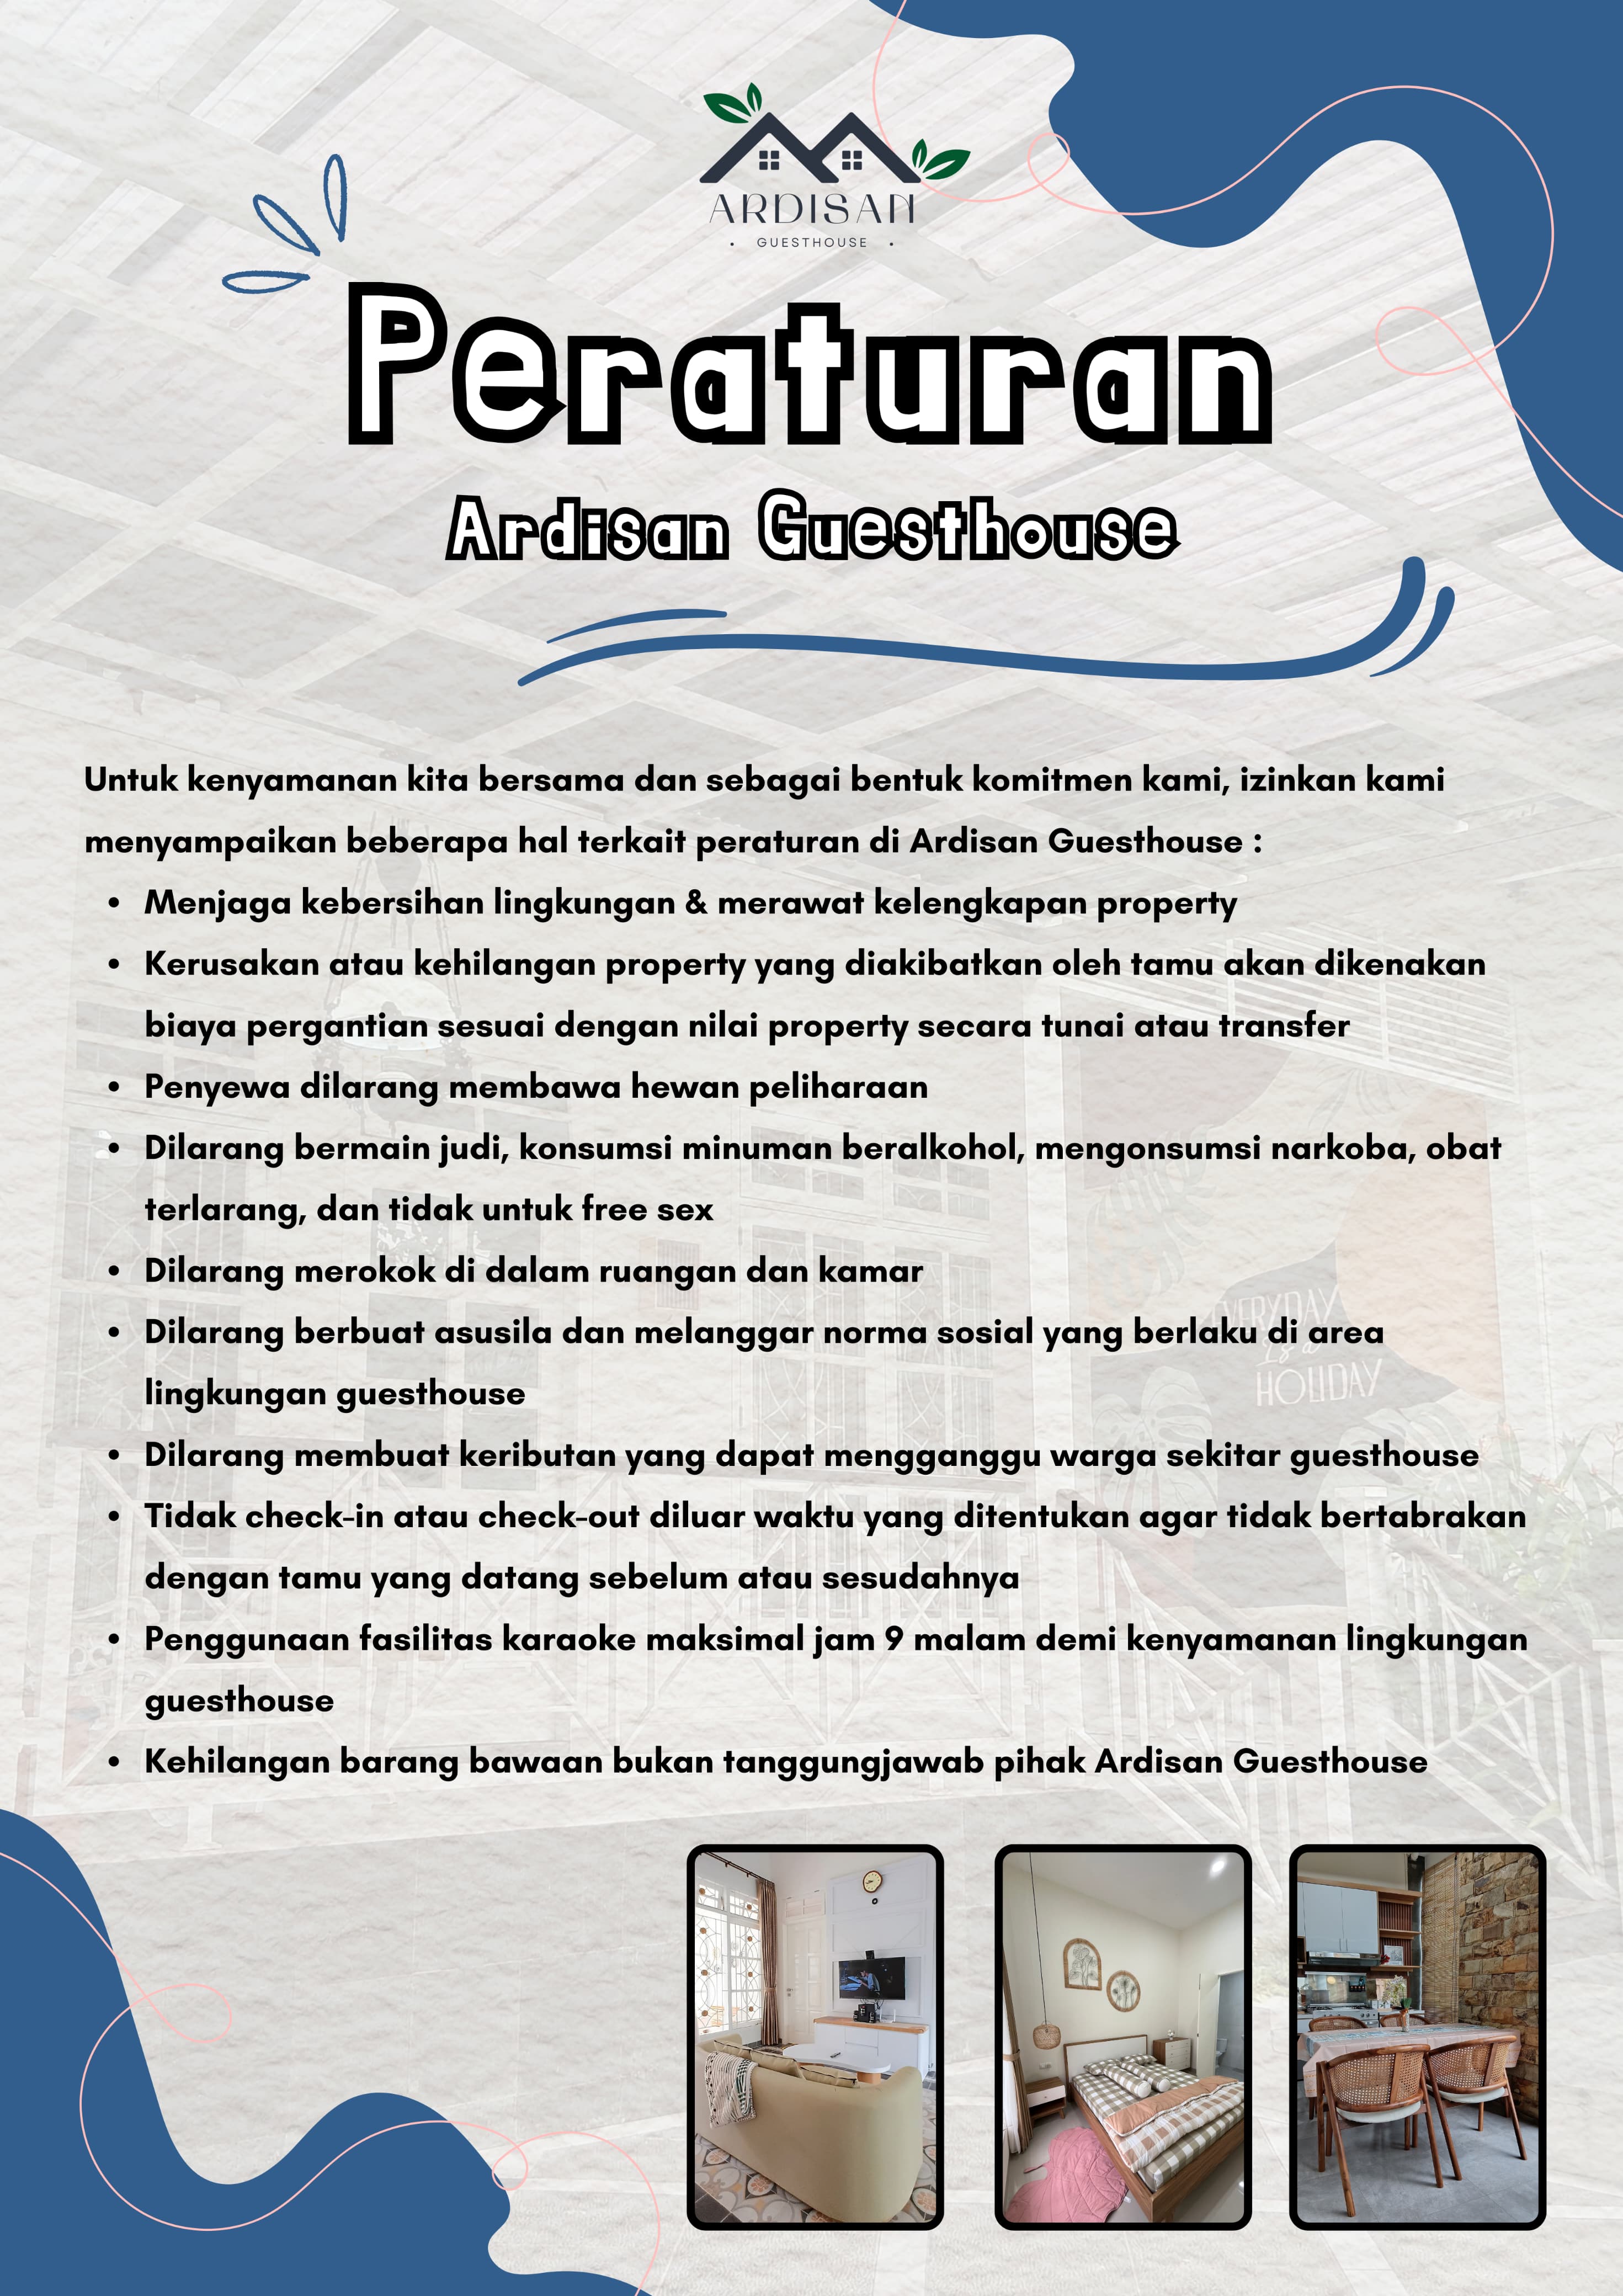 ARDISAN
• GUESTHOUSE •
Peraturan
Ardisan Guesthouse
Untuk kenyamanan kita bersama dan sebagai bentuk komitmen kami, izinkan kami
menyampaikan beberapa hal terkait peraturan di Ardisan Guesthouse :
• Menjaga kebersihan lingkungan & merawat kelengkapan property
• Kerusakan atau kehilangan property yang diakibatkan oleh tamu akan dikenakan
biaya pergantian sesuai dengan nilai property secara tunai atau transfer
• Penyewa dilarang membawa hewan peliharaan
• Dilarang bermain judi, konsumsi minuman beralkohol, mengonsumsi narkoba, obat
terlarang, dan tidak untuk free sex
• Dilarang merokok di dalam ruangan dan kamar
• Dilarang berbuat asusila dan melanggar norma sosial yang berlaku di area
lingkungan guesthouse
• Dilarang membuat keributan yang dapat mengganggu warga sekitar guesthouse
• Tidak check-in atau check-out diluar waktu yang ditentukan agar tidak bertabrakan
dengan tamu yang datang sebelum atau sesudahnya
• Penggunaan fasilitas karaoke maksimal jam 9 malam demi kenyamanan lingkungan
guesthouse
• Kehilangan barang bawaan bukan tanggungjawab pihak Ardisan Guesthouse
EVERYDAY
is a
HOLIDAY